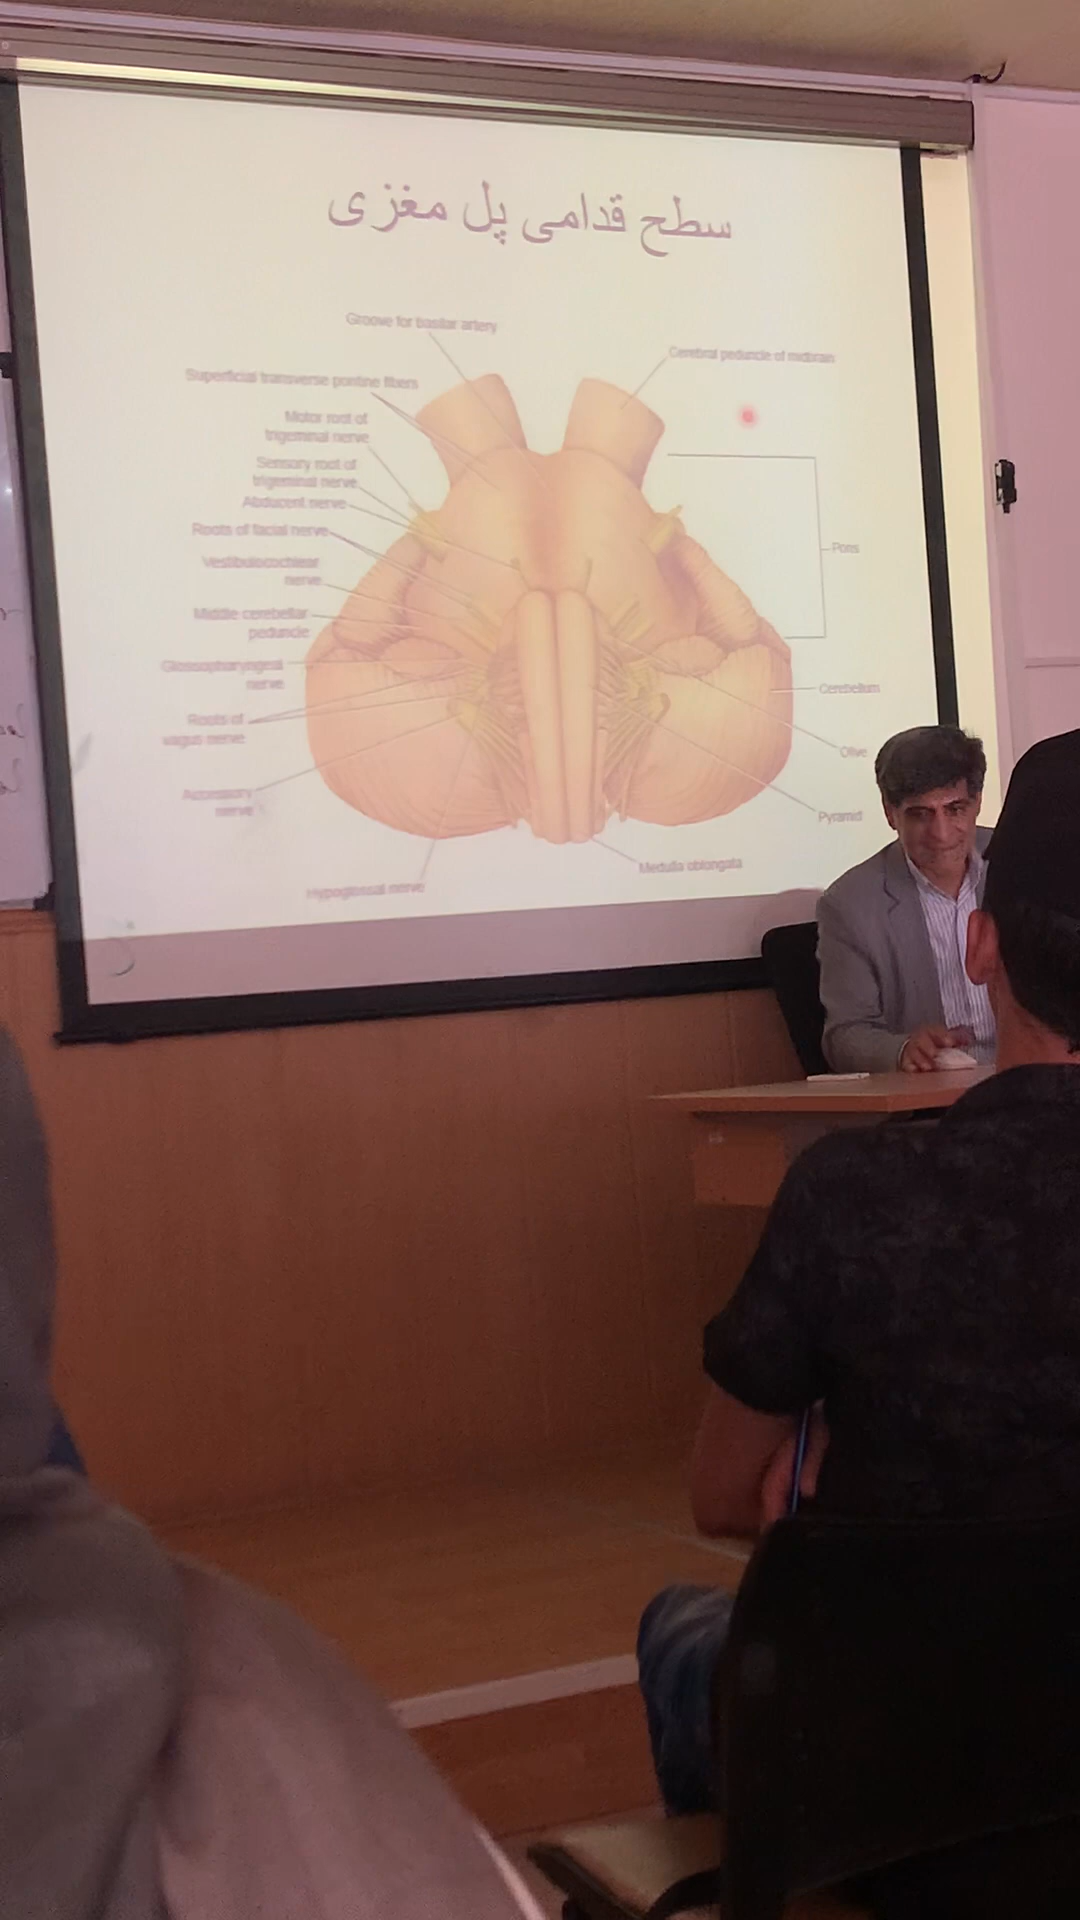 سطح قدامی پل مغزی
Groove for basilar artery
Cerebral peduncle of midbrain
Superficial transverse pontine fibers
Motor root of
trigeminal nerve
Sensory root of
trigeminal nerve
Abducent nerve
Roots of facial nerve
Pons
Vestibulocochlear
nerve
Middle cerebellar
peduncle
Glossopharyngeal
nerve
Cerebellum
Roots of
vagus nerve
Olive
Accessory
nerve
Pyramid
Medulla oblongata
Hypoglossal nerve